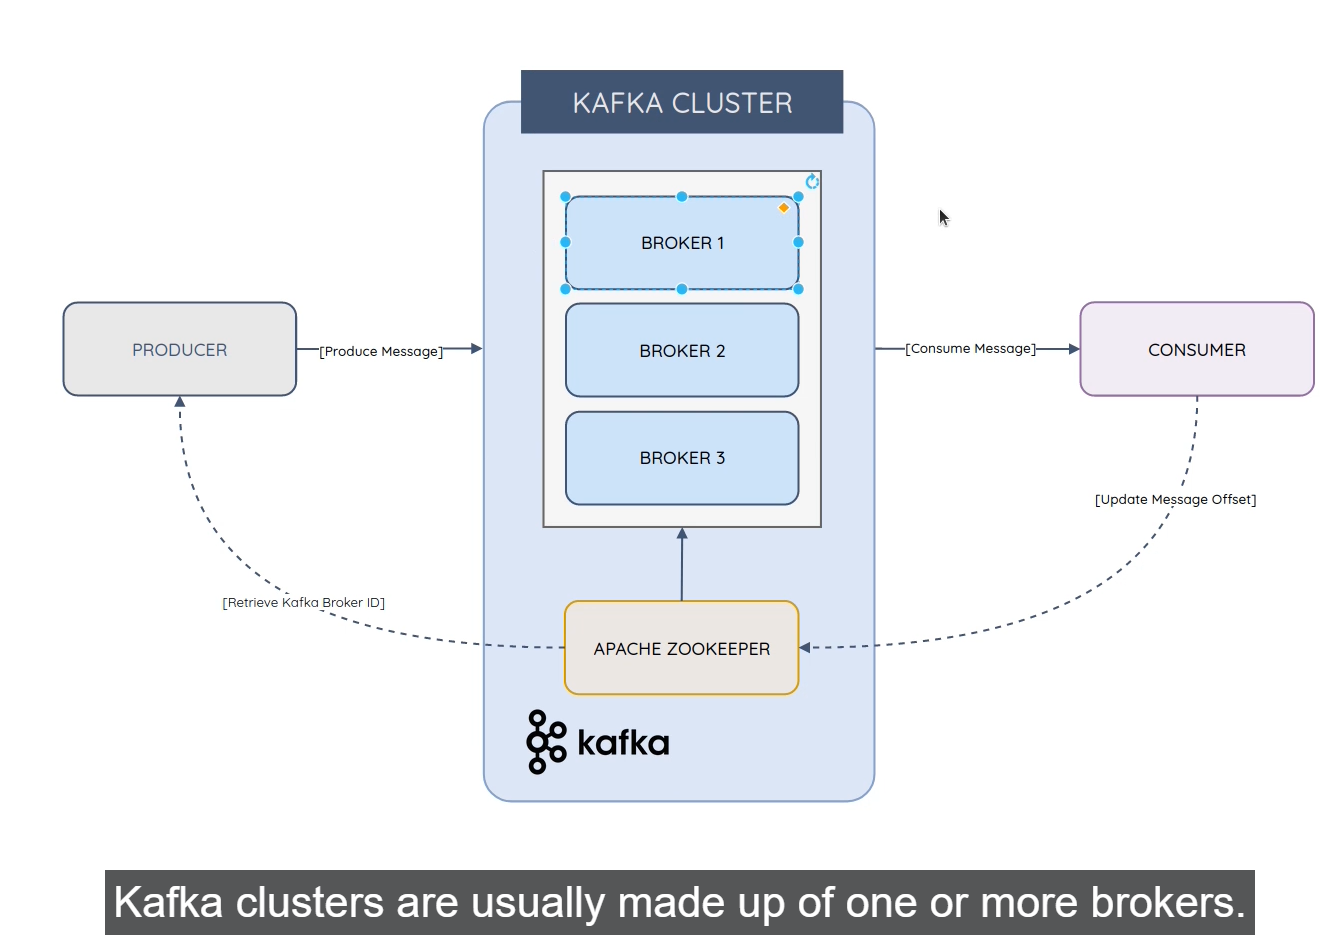 KAFKA CLUSTER
BROKER 1
PRODUCER
[Produce Message]
BROKER 2
[Consume Message]
CONSUMER
BROKER 3
[Update Message Offset]
[Retrieve Kafka Broker ID]
APACHE ZOOKEEPER
kafka
Kafka clusters are usually made up of one or more brokers.